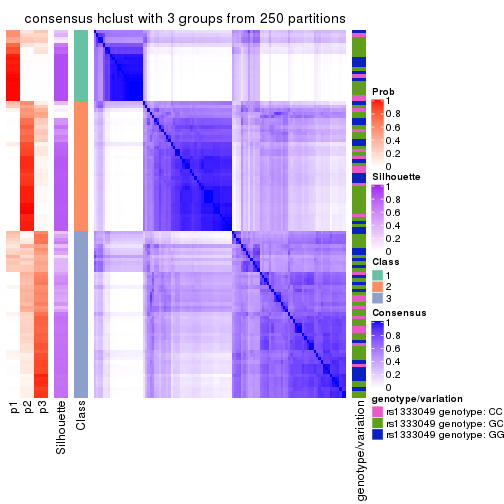 consensus hclust with 3 groups from 250 partitions
Prob
1
0.8
0.6
0.4
0.2
0
Silhouette
1
0.8
0.6
0.4
0.2
0
Class
1
2
3
Consensus
1
0.8
0.6
0.4
0.2
0
genotype/variation
rs1333049 genotype: CC
rs1333049 genotype: GC
rs1333049 genotype: GG
p1
p2
p3
Silhouette
Class
genotype/variation